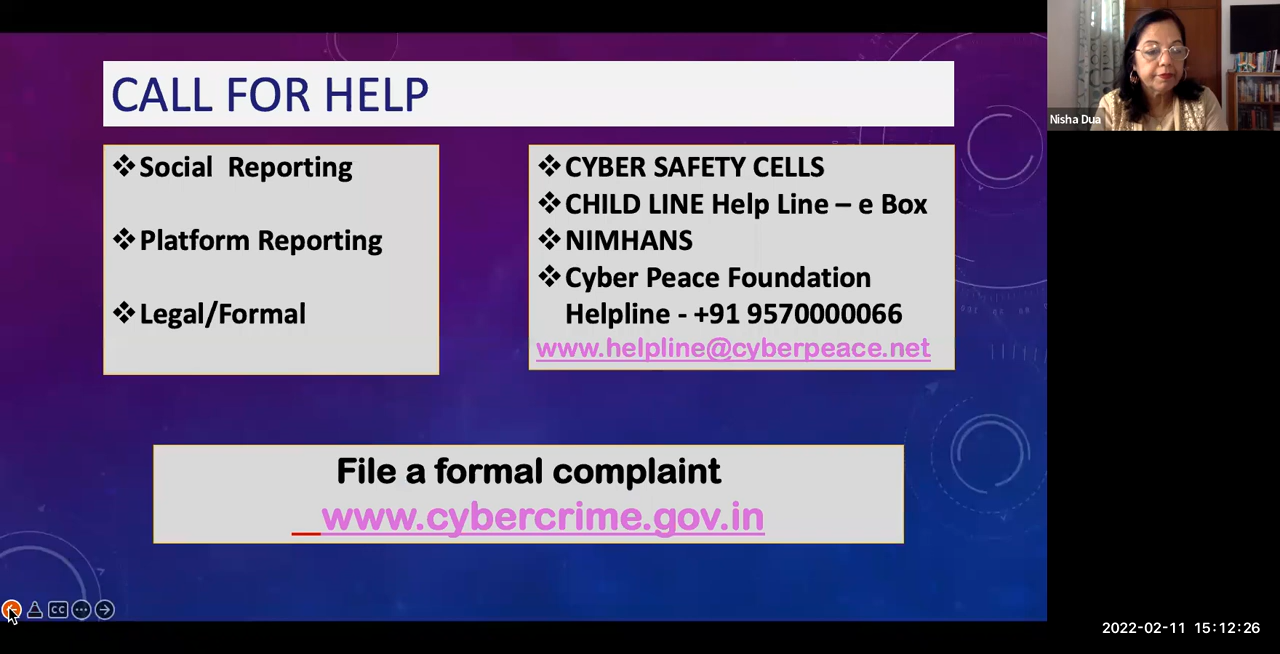 CALL FOR HELP
❖Social Reporting
❖Platform Reporting
❖Legal/Formal
❖CYBER SAFETY CELLS
❖CHILD LINE Help Line – e Box
❖NIMHANS
❖Cyber Peace Foundation
Helpline - +91 9570000066
www.helpline@cyberpeace.net
File a formal complaint
www.cybercrime.gov.in
Nisha Dua
CC
2022-02-11 15:12:26